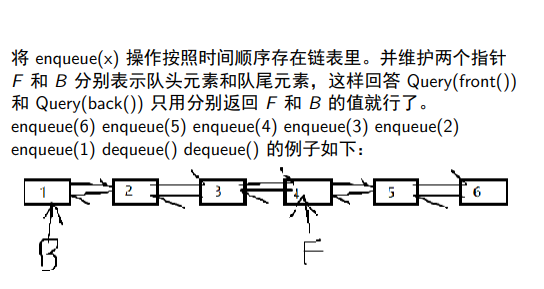 将 enqueue(x) 操作按照时间顺序存在链表里。并维护两个指针
F 和 B 分别表示队头元素和队尾元素，这样回答 Query(front())
和 Query(back()) 只用分别返回 F 和 B 的值就行了。
enqueue(6) enqueue(5) enqueue(4) enqueue(3) enqueue(2)
enqueue(1) dequeue() dequeue() 的例子如下：
1 2 3 4 5 6
B F